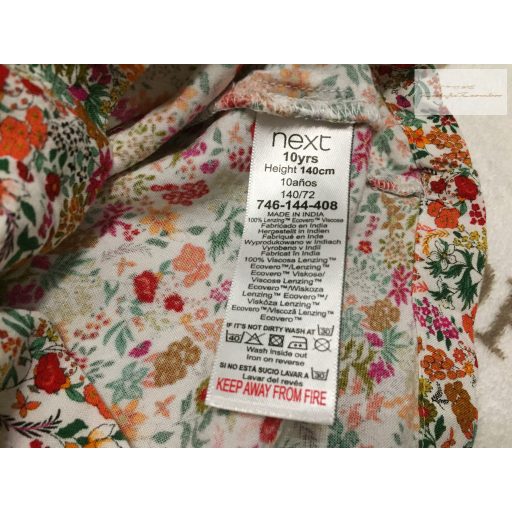 next
10yrs
Height 140cm
10años
140/72
746-144-408
MADE IN INDIA
100% Lenzing™ Ecovero™ Viscose
Fabricado en India
Hergestellt in Indien
Fabriqué en Inde
Wyprodukowano w Indiach
Vyrobeno v Indii
Fabricat în India
100% Viscosa Lenzing™
Ecovero™/Lenzing™
Ecovero™ Viskose/
Viscose Lenzing™
Ecovero™/Wiskoza
Lenzing™ Ecovero™/
Viskóza Lenzing™
Ecovero™/Viscoză Lenzing™
Ecovero™
IF IT'S NOT DIRTY WASH AT 30
40
Wash Inside out
Iron on reverse
SI NO ESTÁ SUCIO LAVAR A 30
Lavar del revés
KEEP AWAY FROM FIRE